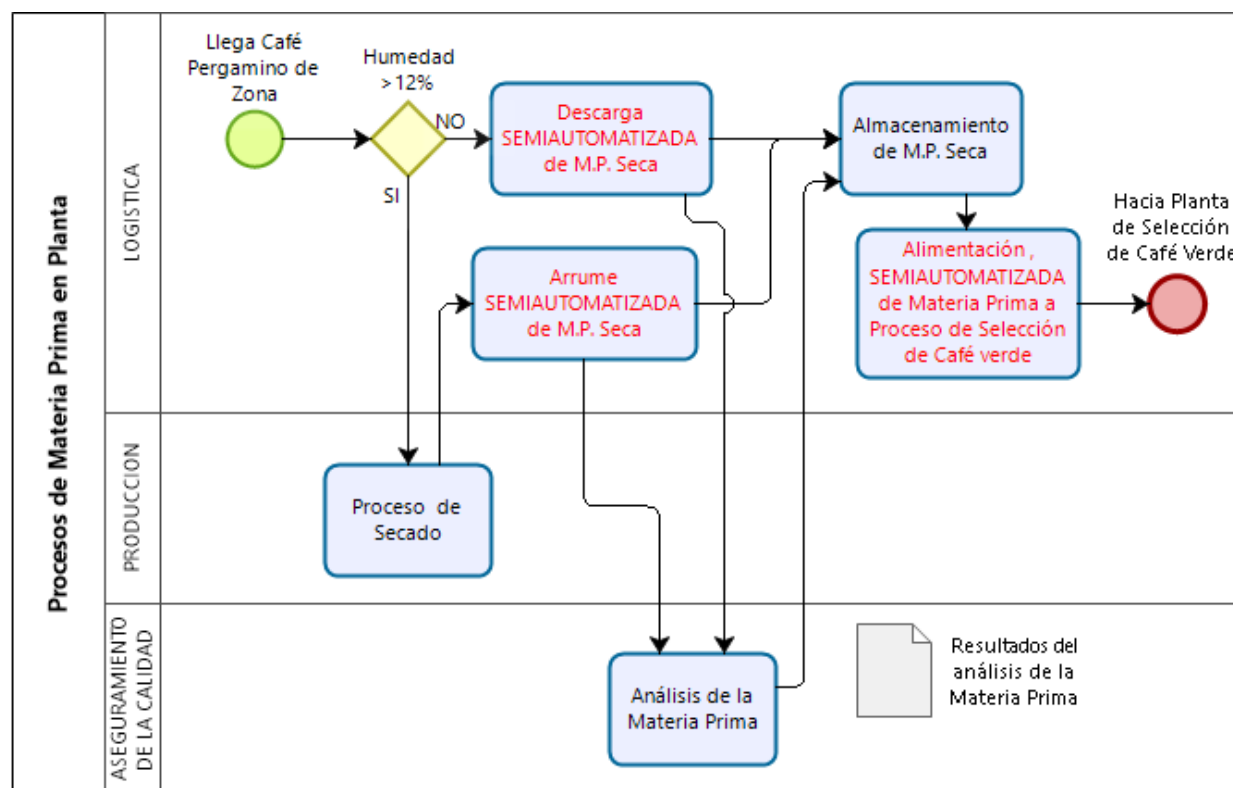 Procesos de Materia Prima en Planta
LOGISTICA
Llega Café
Pergamino de
Zona
Humedad
>12%
NO
SI
Descarga
SEMIAUTOMATIZADA
de M.P. Seca
Almacenamiento
de M.P. Seca
Arrume
SEMIAUTOMATIZADA
de M.P. Seca
Alimentación ,
SEMIAUTOMATIZADA
de Materia Prima a
Proceso de Selección
de Café verde
Hacia Planta
de Selección
de Café Verde
PRODUCCION
Proceso de
Secado
ASEGURAMIENTO
DE LA CALIDAD
Análisis de la
Materia Prima
Resultados del
análisis de la
Materia Prima